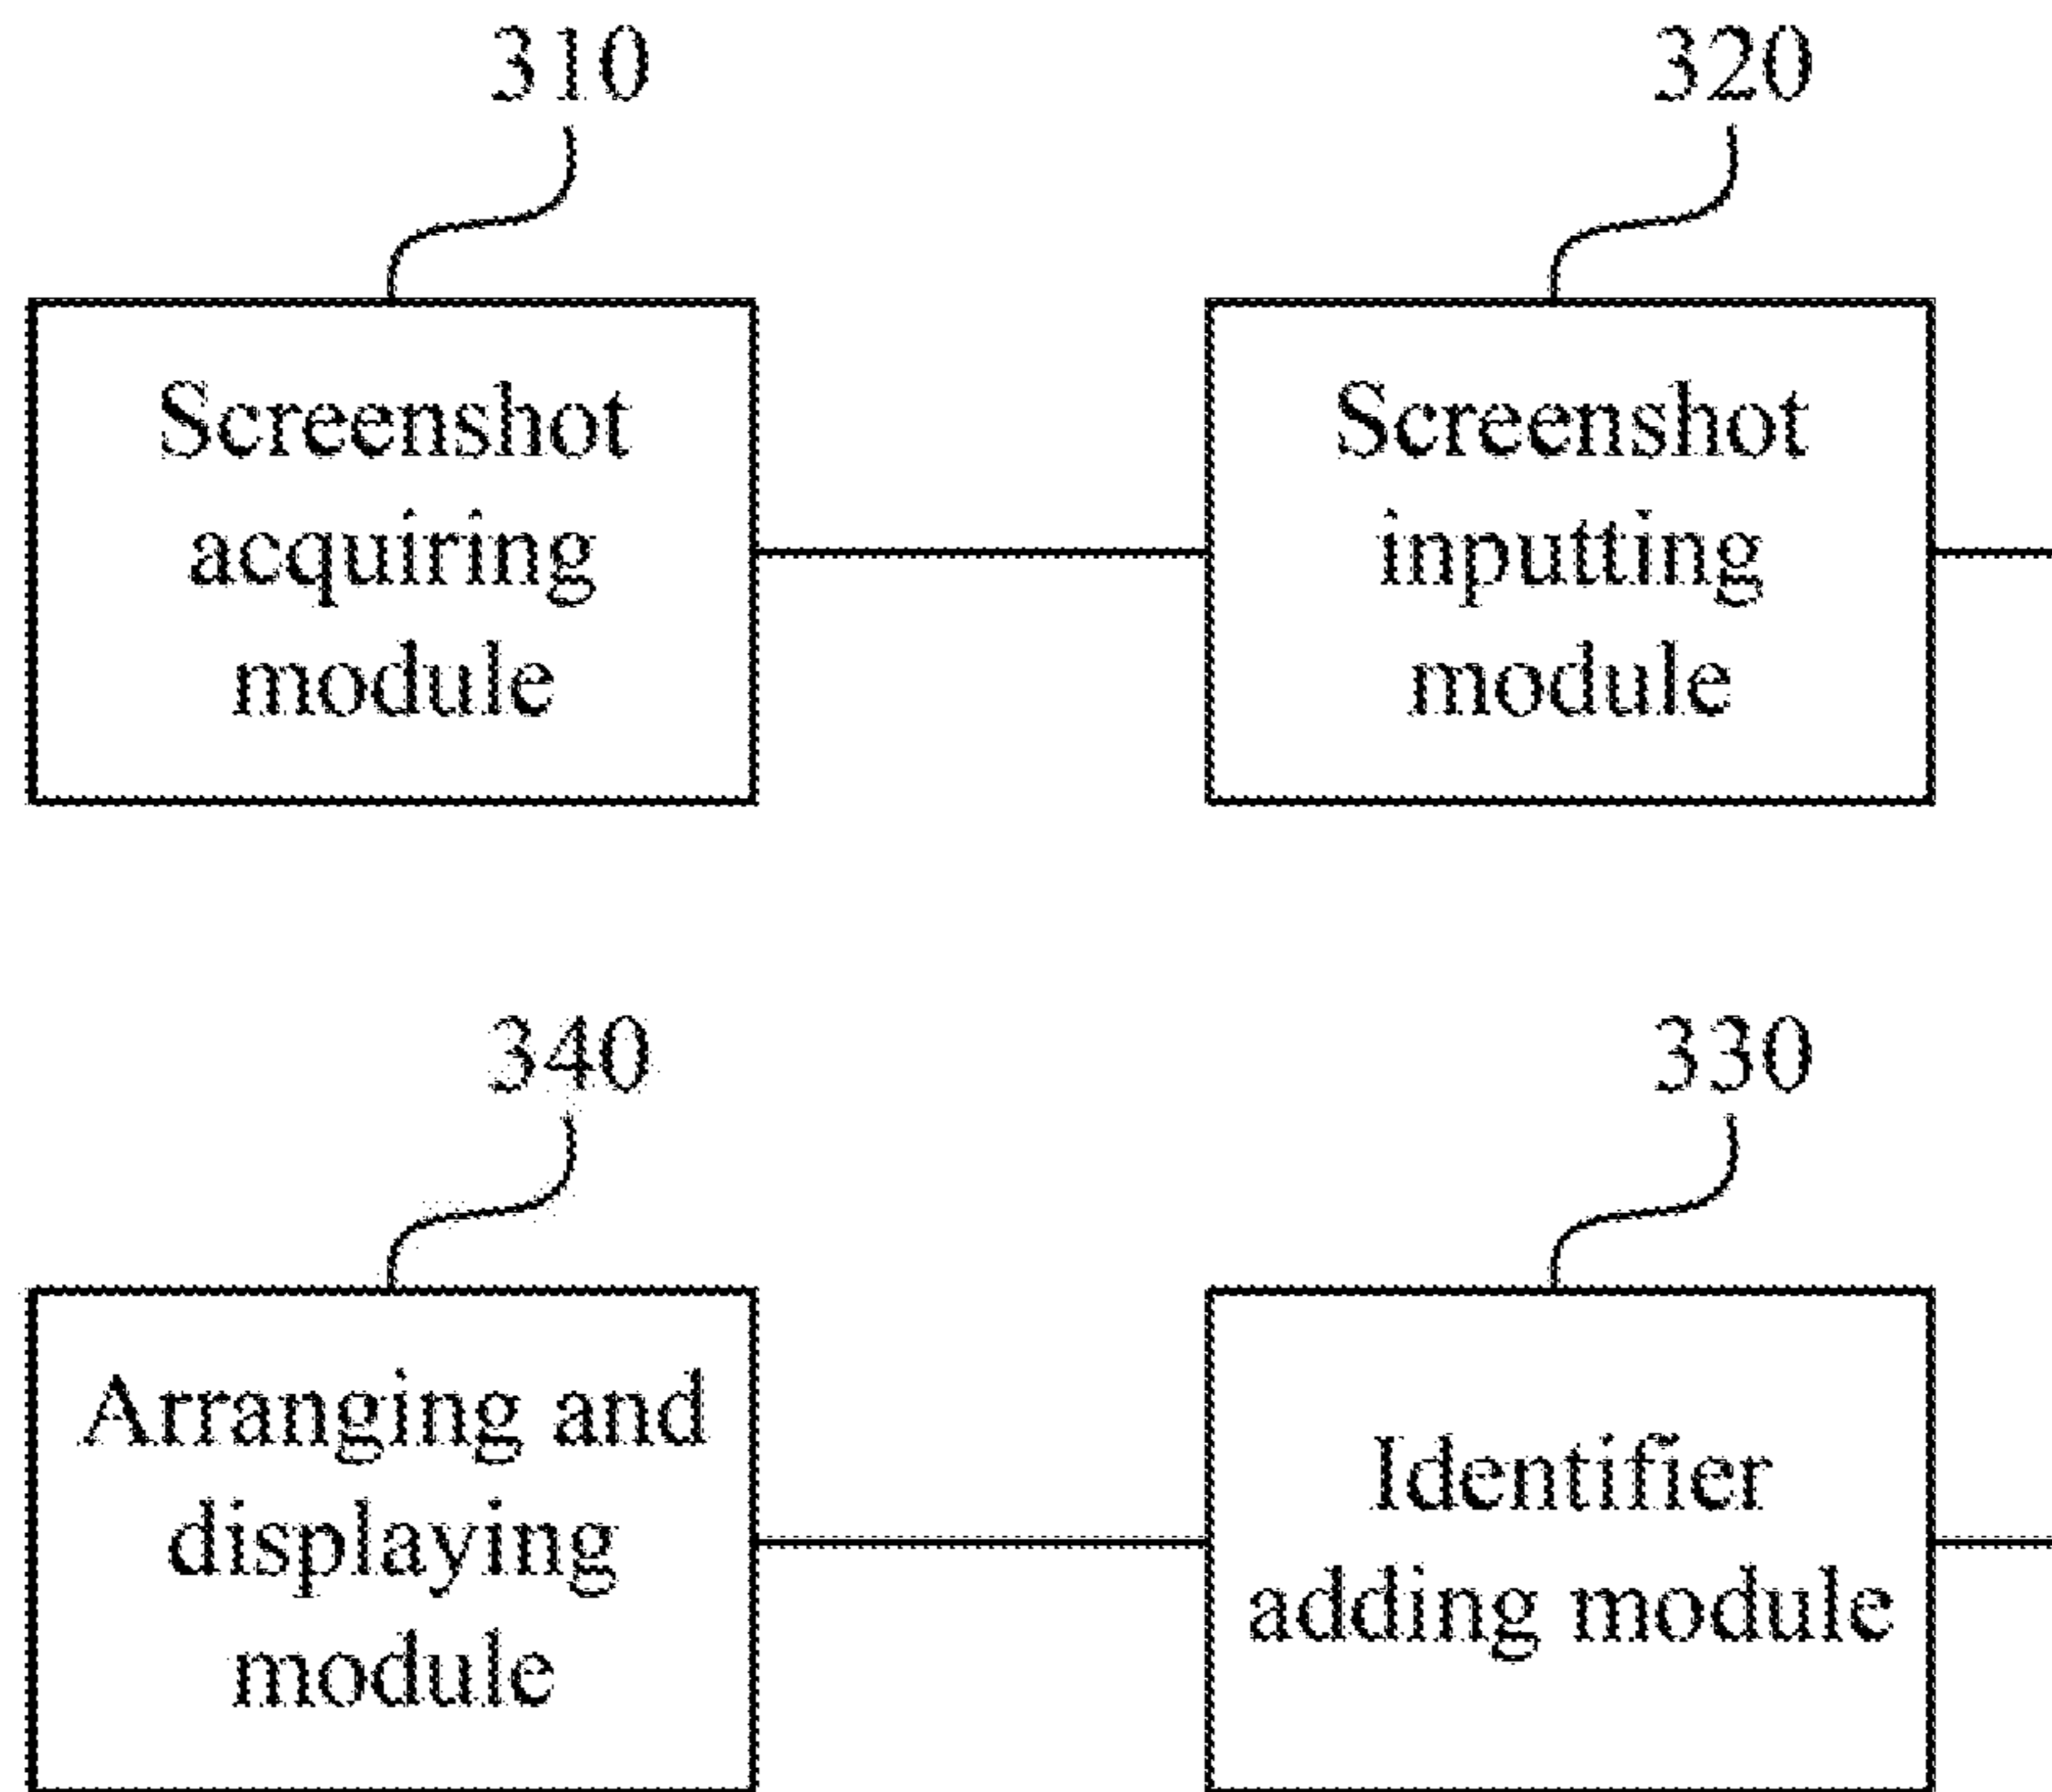 310
320
Screenshot
acquiring
module
Screenshot
inputting
module
340
330
Arranging and
displaying
module
Identifier
adding module